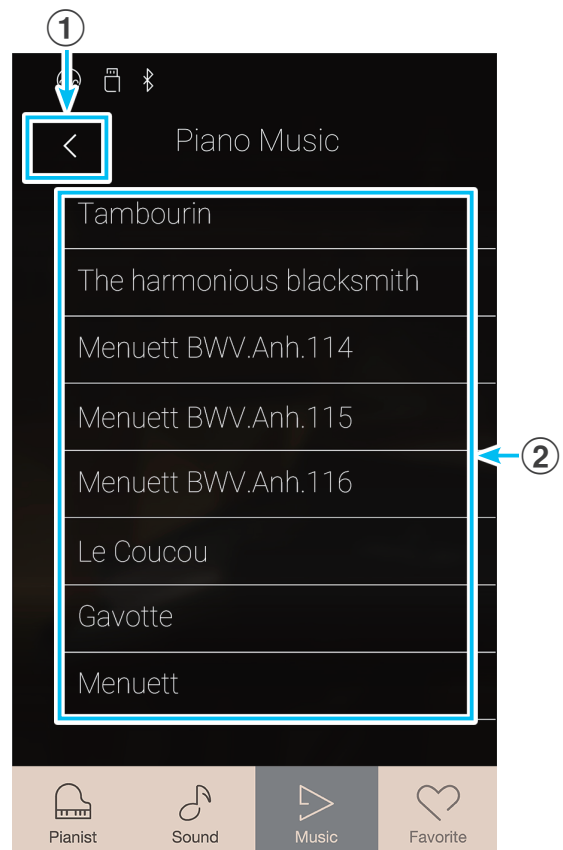 1
Piano Music
Tambourin
The harmonious blacksmith
Menuett BWV.Anh.114
Menuett BWV.Anh.115
2
Menuett BWV.Anh.116
Le Coucou
Gavotte
Menuett
Pianist Sound Music Favorite